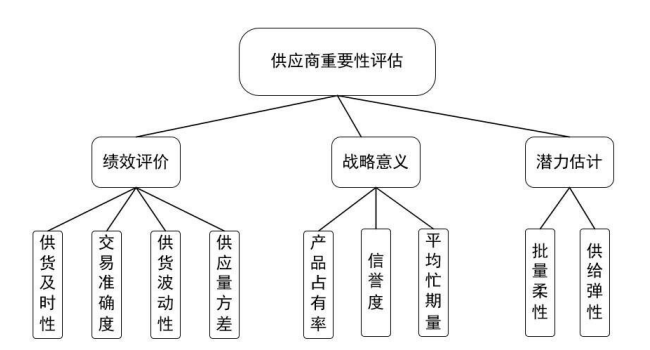 供应商重要性评估
绩效评价
战略意义
潜力估计
供货及时性
交易准确度
供货波动性
供应量方差
产品占有率
信誉度
平均忙期量
批量柔性
供给弹性